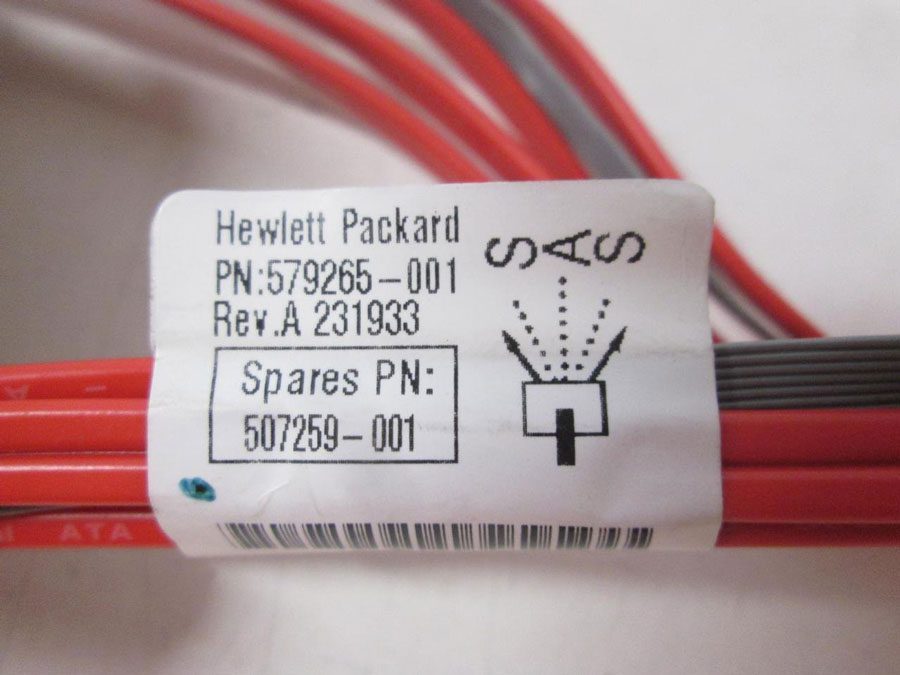 Hewlett Packard
PN:579265-001
Rev.A 231933
Spares PN:
507259-001
SAS
ATA